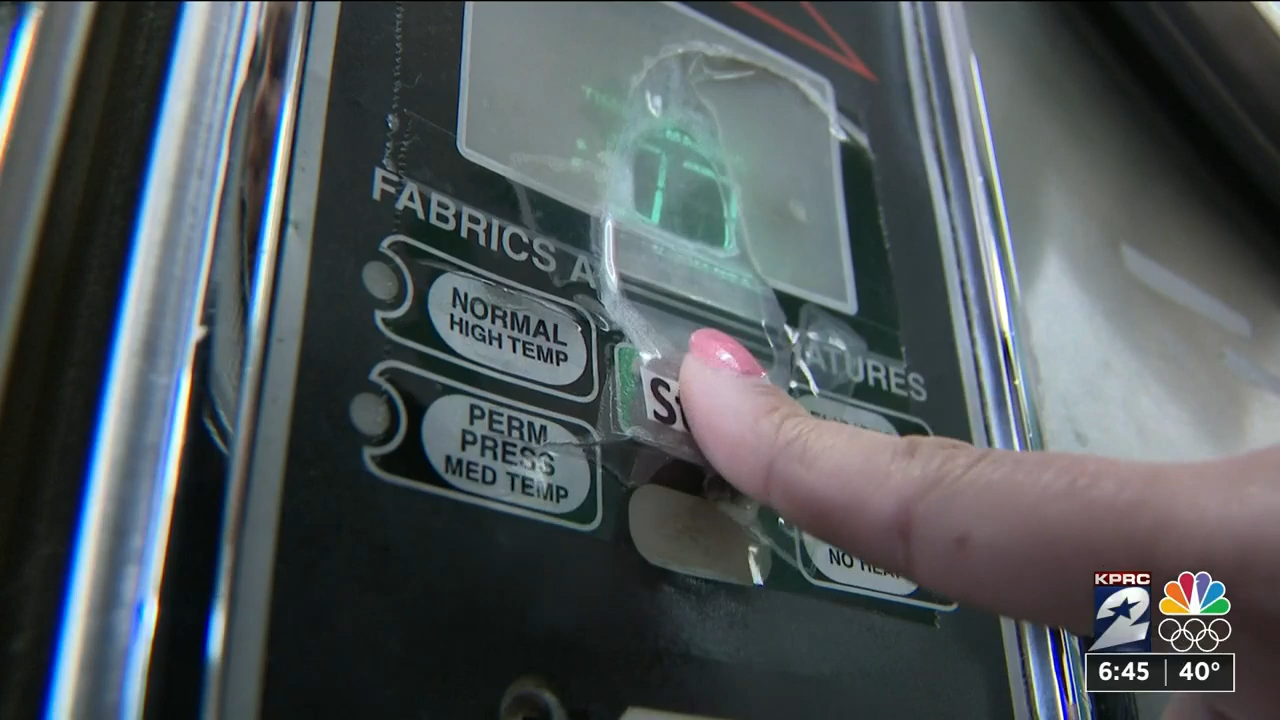 FABRICS A
ATURES
NORMAL
HIGH TEMP
PERM
PRESS
MED TEMP
St
NO HEA
KPRC
2
6:45 40°